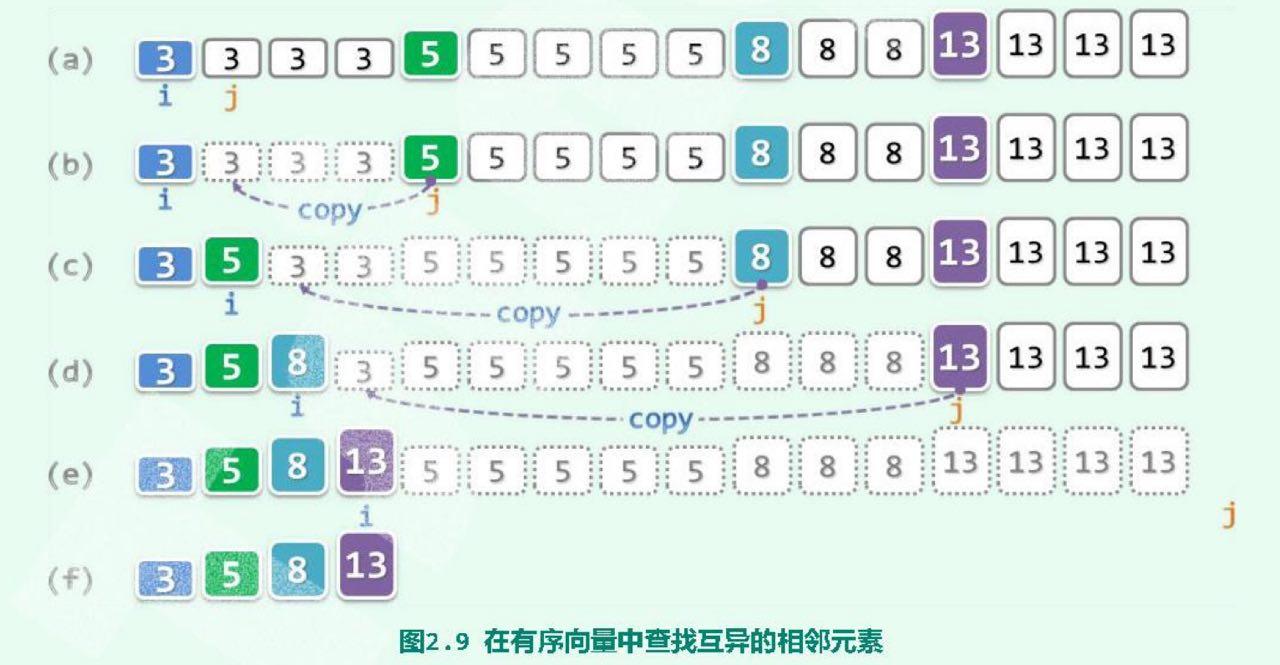 (a) 3 3 3 3 5 5 5 5 5 8 8 8 13 13 13 13
i j
(b) 3 3 3 3 5 5 5 5 5 8 8 8 13 13 13 13
i copy j
(c) 3 5 3 3 5 5 5 5 5 8 8 8 13 13 13 13
i copy j
(d) 3 5 8 3 5 5 5 5 5 8 8 8 13 13 13 13
i copy j
(e) 3 5 8 13 5 5 5 5 5 8 8 8 13 13 13 13
i j
(f) 3 5 8 13
图2.9 在有序向量中查找互异的相邻元素